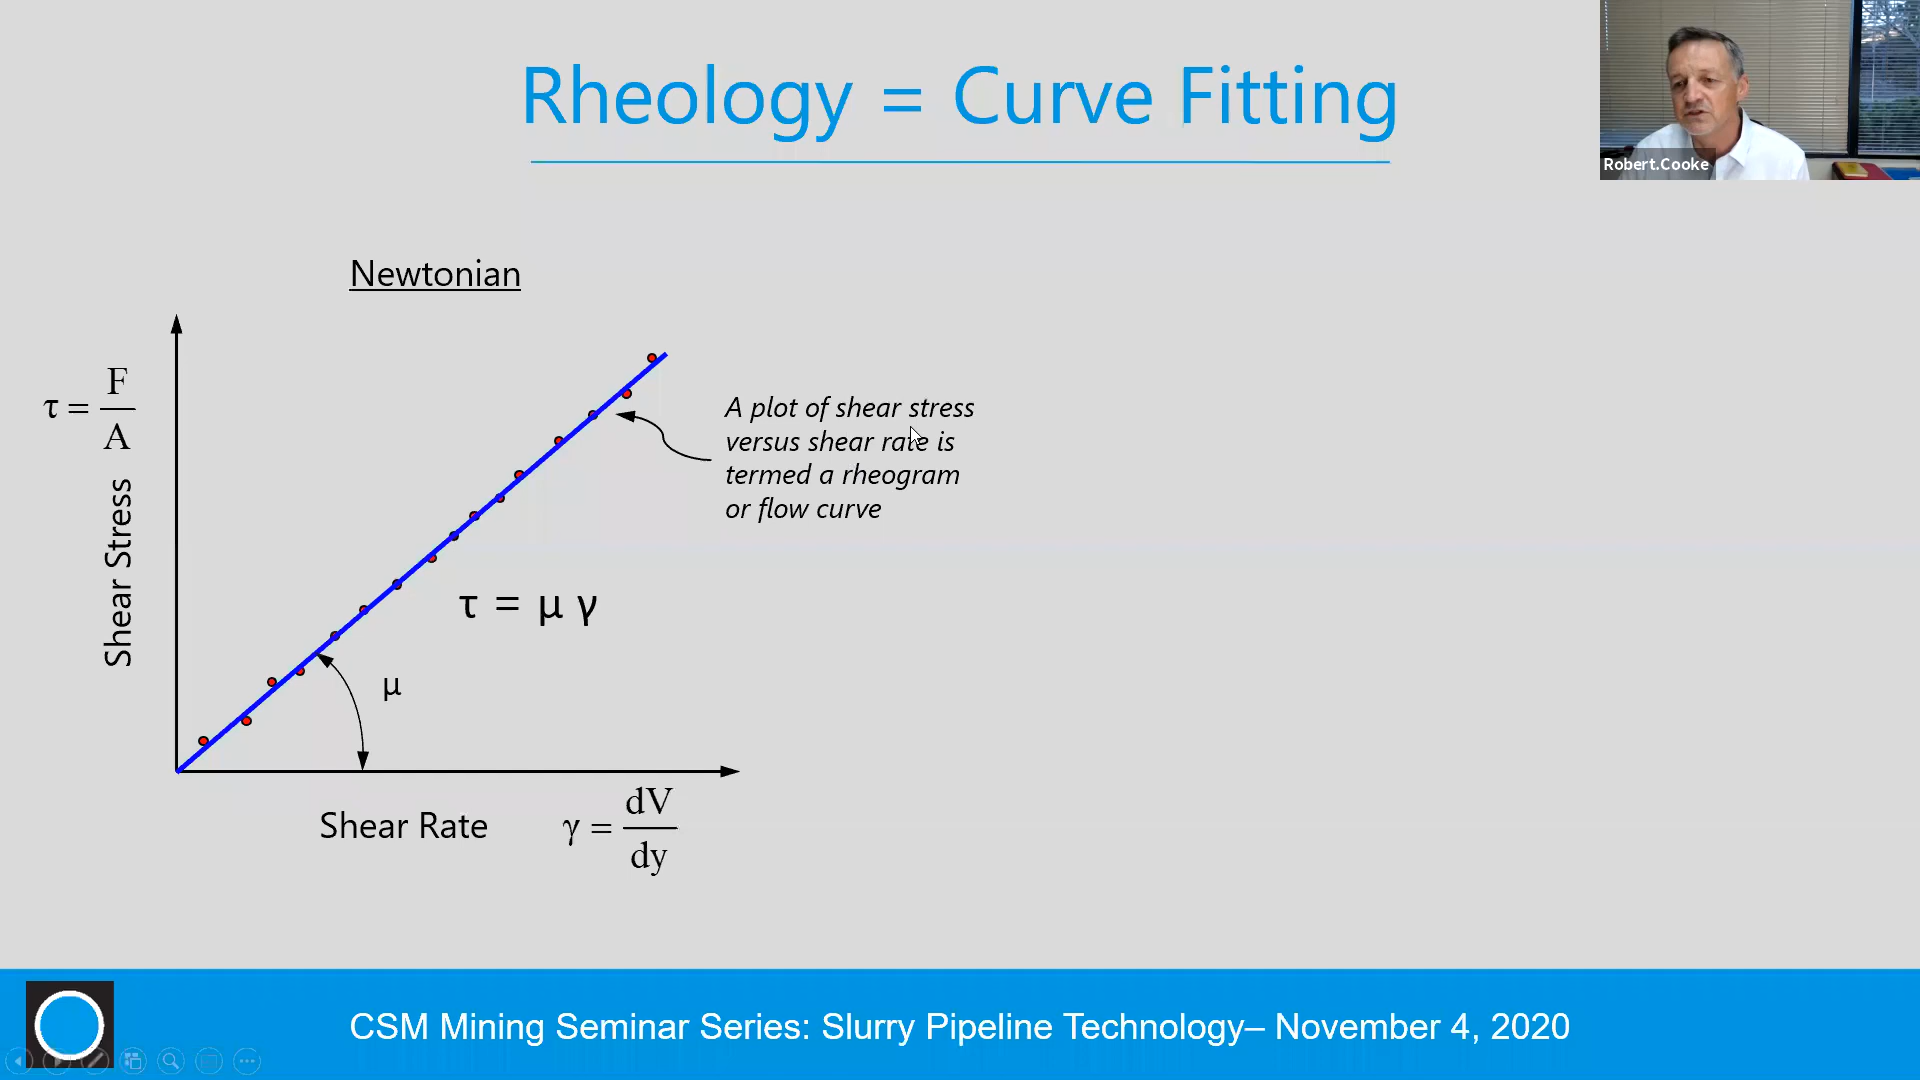 Rheology = Curve Fitting
Robert.Cooke
Newtonian
τ = F/A
Shear Stress
A plot of shear stress
versus shear rate is
termed a rheogram
or flow curve
τ = μ γ
μ
Shear Rate
γ = dV/dy
CSM Mining Seminar Series: Slurry Pipeline Technology– November 4, 2020